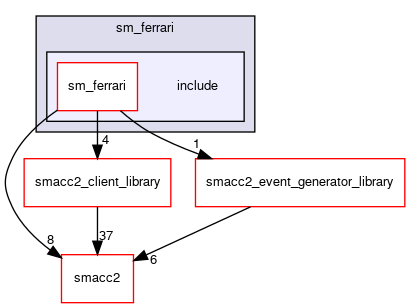 sm_ferrari
sm_ferrari
include
4
1
smacc2_client_library
smacc2_event_generator_library
8
37
6
smacc2